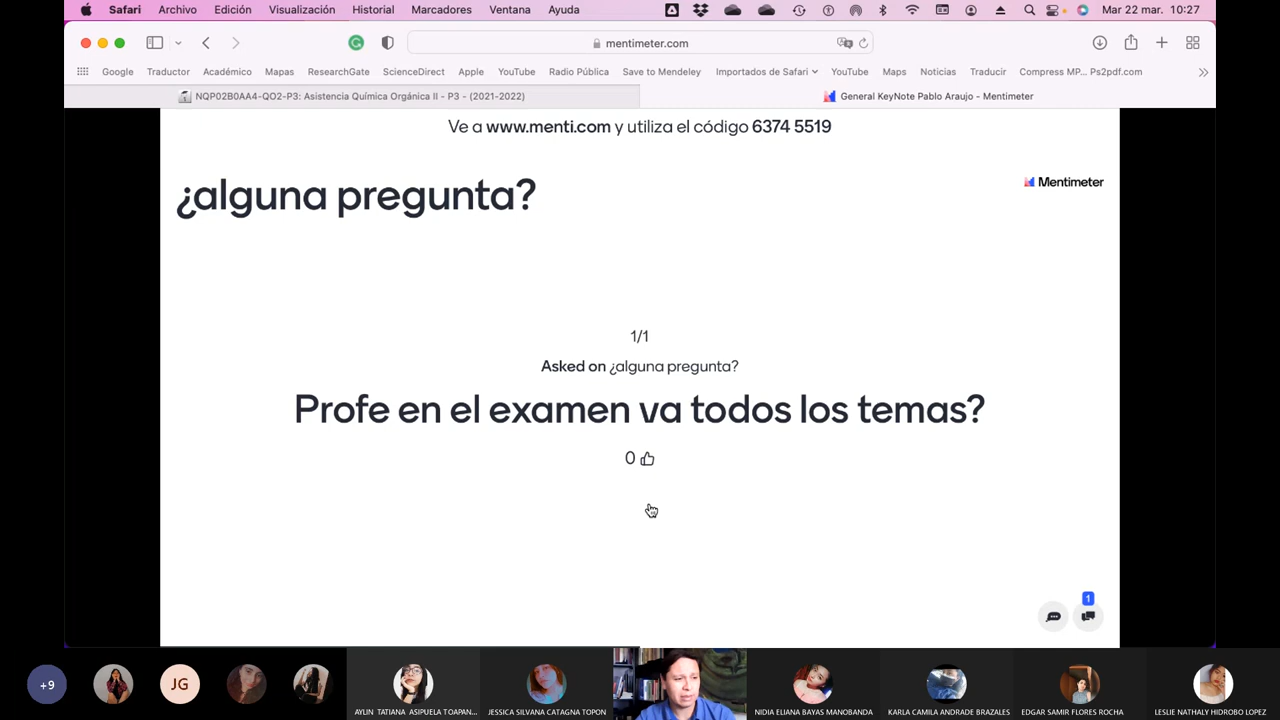 Safari Archivo Edición Visualización Historial Marcadores Ventana Ayuda Mar 22 mar. 10:27
mentimeter.com
Google Traductor Académico Mapas ResearchGate ScienceDirect Apple YouTube Radio Pública Save to Mendeley Importados de Safari YouTube Maps Noticias Traducir Compress MP... Ps2pdf.com
NQP02B0AA4-QO2-P3: Asistencia Química Orgánica II - P3 - (2021-2022) General KeyNote Pablo Araujo - Mentimeter
Ve a www.menti.com y utiliza el código 6374 5519
¿alguna pregunta?
Mentimeter
1/1
Asked on ¿alguna pregunta?
Profe en el examen va todos los temas?
0
1
+9 JG
AYLIN TATIANA ASIPUELA TOAPAN... JESSICA SILVANA CATAGNA TOPON NIDIA ELIANA BAYAS MANOBANDA KARLA CAMILA ANDRADE BRAZALES EDGAR SAMIR FLORES ROCHA LESLIE NATHALY HIDROBO LOPEZ